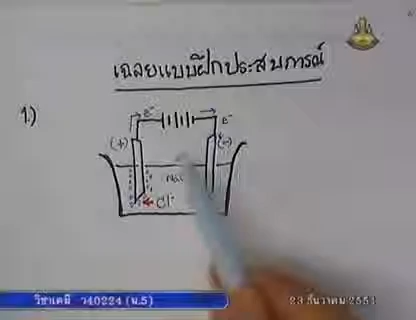 เฉลยแบบฝึกประสบการณ์
1.)
e⁻
e⁻
(+)
(-)
Cl⁻
วิชาเคมี ว40224 (ม.5)
23 ธันวาคม 2551